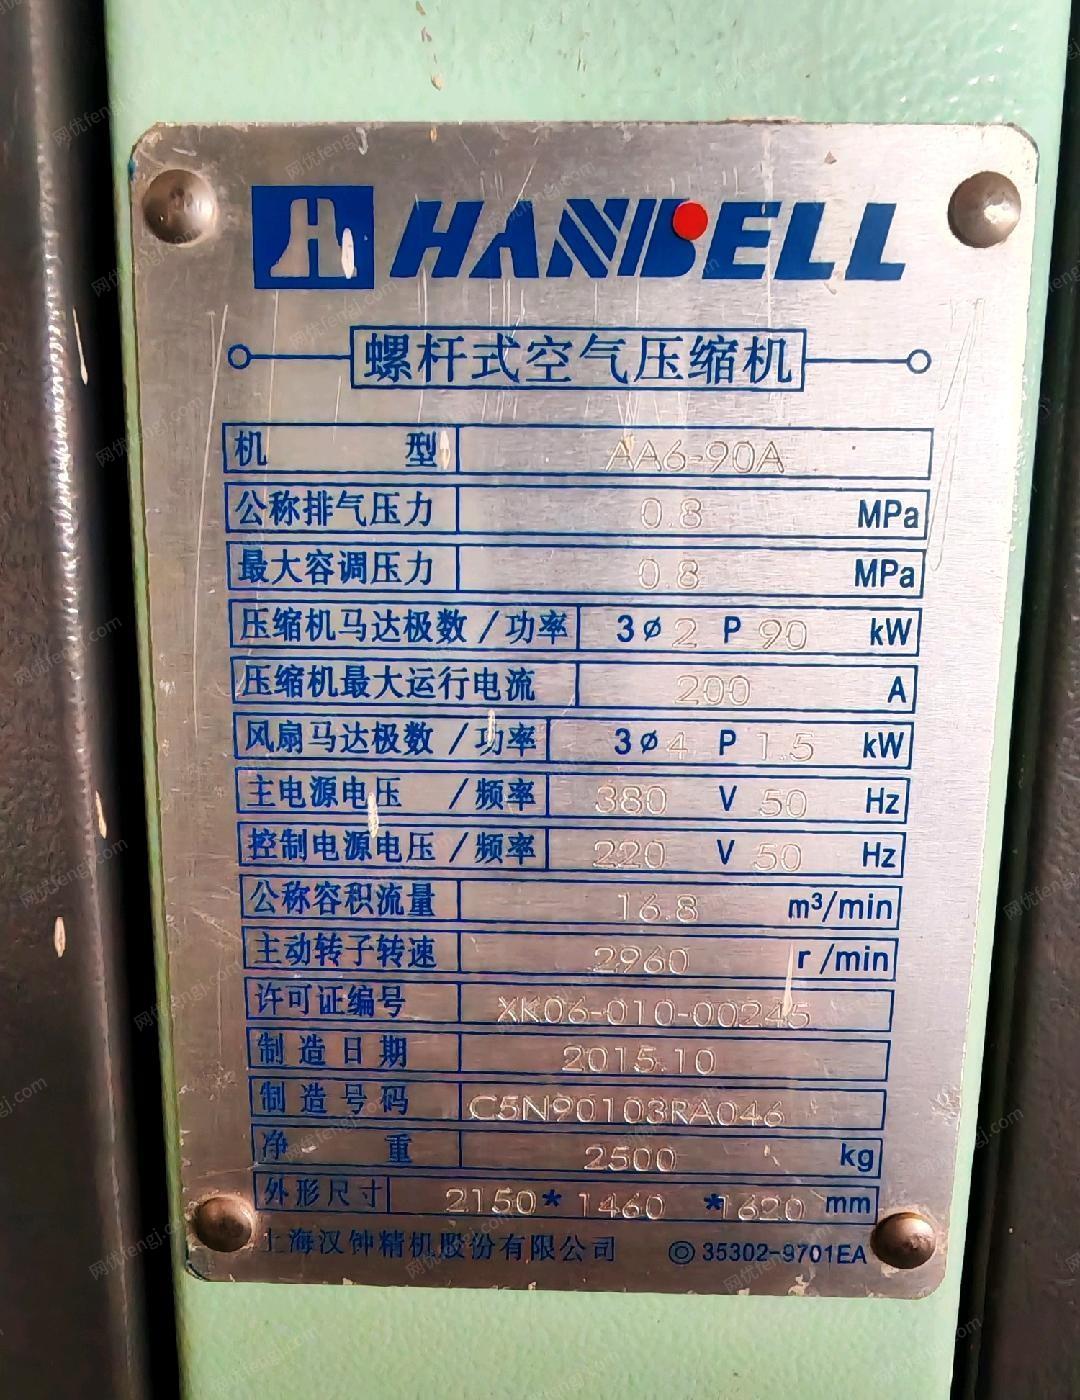 HANBELL
螺杆式空气压缩机
机型 AA6-90A
公称排气压力 0.8 MPa
最大容调压力 0.8 MPa
压缩机马达极数/功率 3ø 2 P 90 kW
压缩机最大运行电流 200 A
风扇马达极数/功率 3ø 4 P 1.5 kW
主电源电压/频率 380 V 50 Hz
控制电源电压/频率 220 V 50 Hz
公称容积流量 16.8 m³/min
主动转子转速 2960 r/min
许可证编号 XK06-010-00245
制造日期 2015.10
制造号码 C5N90103RA046
净重 2500 kg
外形尺寸 2150*1460*1620 mm
上海汉钟精机股份有限公司 ◎35302-9701EA